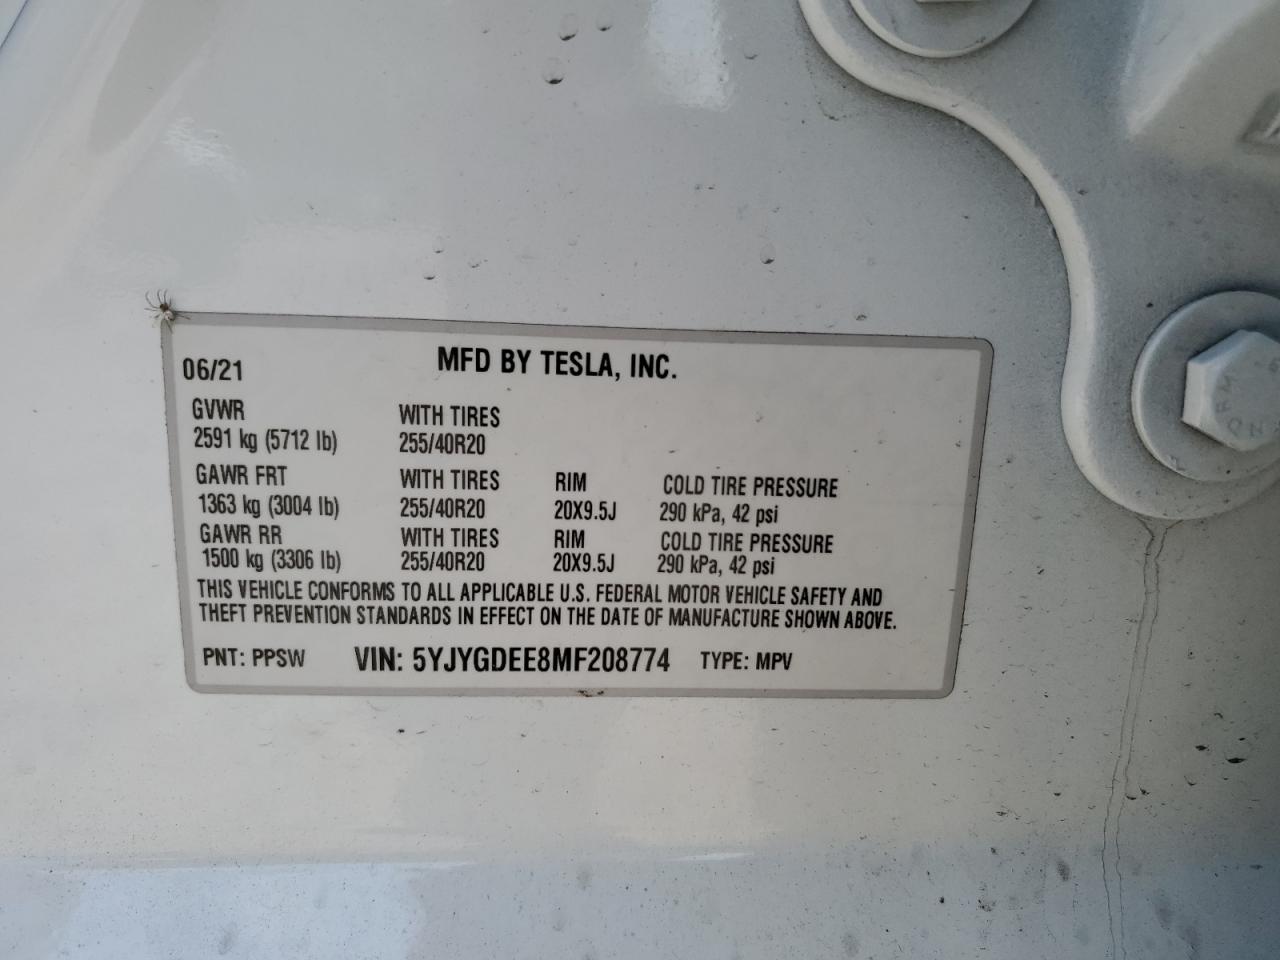 06/21 MFD BY TESLA, INC.
GVWR WITH TIRES
2591 kg (5712 lb) 255/40R20
GAWR FRT WITH TIRES RIM COLD TIRE PRESSURE
1363 kg (3004 lb) 255/40R20 20X9.5J 290 kPa, 42 psi
GAWR RR WITH TIRES RIM COLD TIRE PRESSURE
1500 kg (3306 lb) 255/40R20 20X9.5J 290 kPa, 42 psi
THIS VEHICLE CONFORMS TO ALL APPLICABLE U.S. FEDERAL MOTOR VEHICLE SAFETY AND
THEFT PREVENTION STANDARDS IN EFFECT ON THE DATE OF MANUFACTURE SHOWN ABOVE.
PNT: PPSW VIN: 5YJYGDEE8MF208774 TYPE: MPV